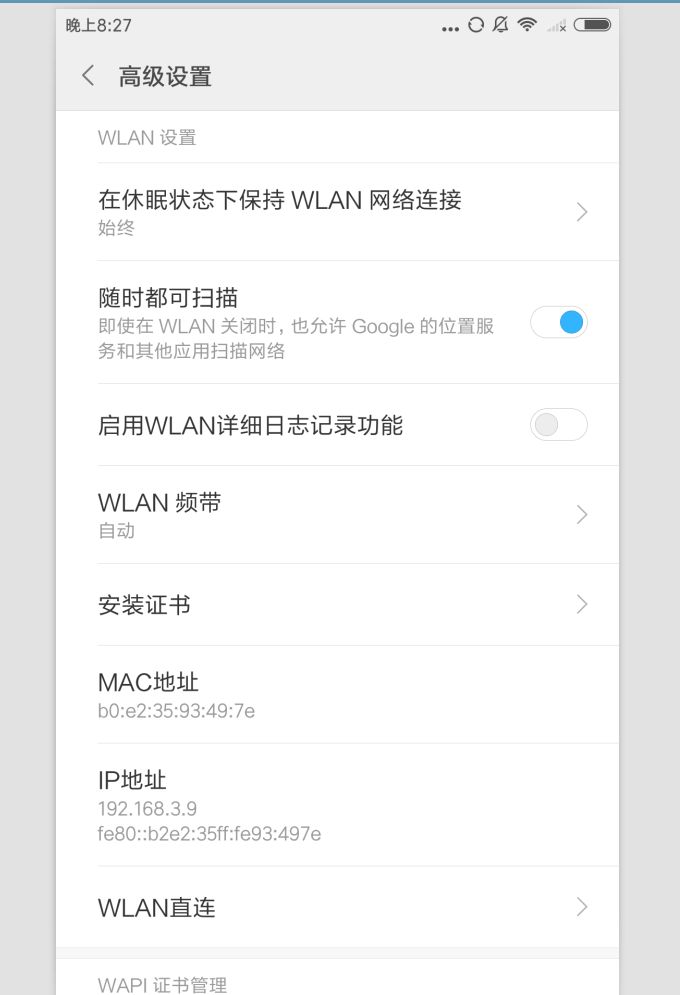 晚上8:27
高级设置
WLAN 设置
在休眠状态下保持 WLAN 网络连接
始终
随时都可扫描
即使在 WLAN 关闭时，也允许 Google 的位置服
务和其他应用扫描网络
启用WLAN详细日志记录功能
WLAN 频带
自动
安装证书
MAC地址
b0:e2:35:93:49:7e
IP地址
192.168.3.9
fe80::b2e2:35ff:fe93:497e
WLAN直连
WAPI 证书管理